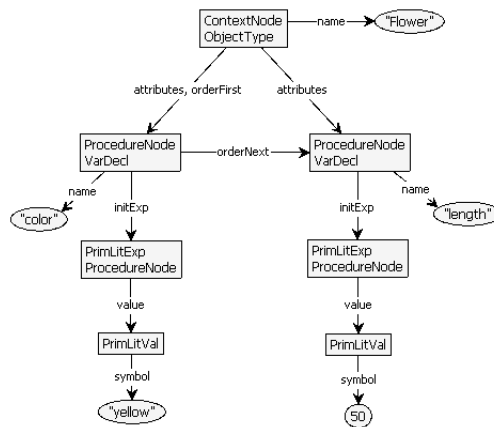 ContextNode
ObjectType
name
"Flower"
attributes, orderFirst
attributes
ProcedureNode
VarDecl
orderNext
ProcedureNode
VarDecl
name
"color"
initExp
initExp
name
"length"
PrimLitExp
ProcedureNode
PrimLitExp
ProcedureNode
value
value
PrimLitVal
PrimLitVal
symbol
symbol
"yellow"
50